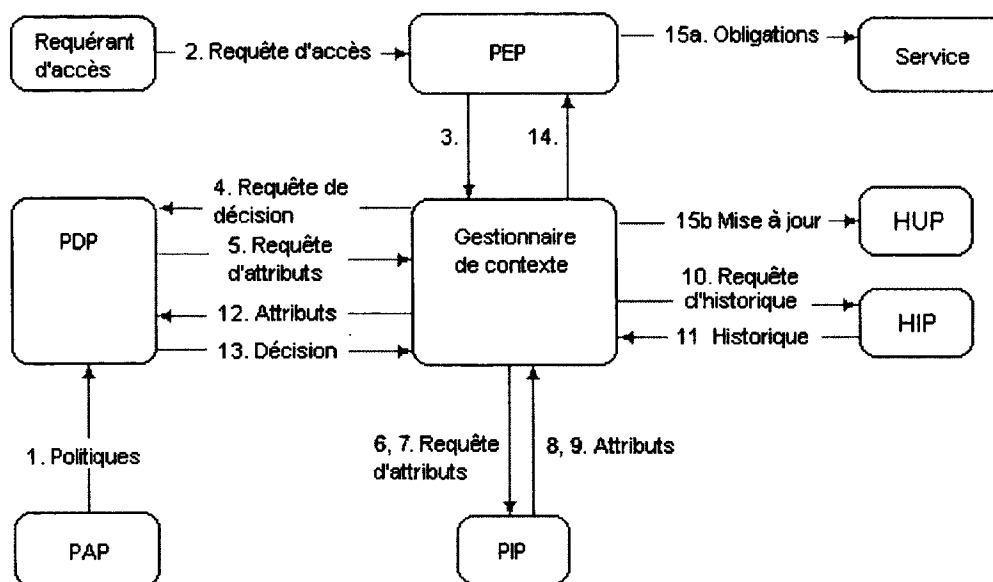 Requérant
d'accès
2. Requête d'accès
PEP
15a. Obligations
Service
3.
14.
4. Requête de
décision
PDP
5. Requête
d'attributs
Gestionnaire
de contexte
15b Mise à jour
HUP
10. Requête
d'historique
12. Attributs
HIP
11 Historique
13. Décision
6, 7. Requête
d'attributs
8, 9. Attributs
1. Politiques
PAP
PIP